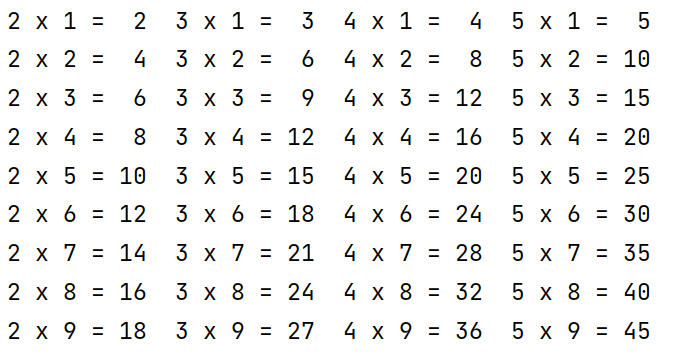 2 x 1 =  2  3 x 1 =  3  4 x 1 =  4  5 x 1 =  5
2 x 2 =  4  3 x 2 =  6  4 x 2 =  8  5 x 2 = 10
2 x 3 =  6  3 x 3 =  9  4 x 3 = 12  5 x 3 = 15
2 x 4 =  8  3 x 4 = 12  4 x 4 = 16  5 x 4 = 20
2 x 5 = 10  3 x 5 = 15  4 x 5 = 20  5 x 5 = 25
2 x 6 = 12  3 x 6 = 18  4 x 6 = 24  5 x 6 = 30
2 x 7 = 14  3 x 7 = 21  4 x 7 = 28  5 x 7 = 35
2 x 8 = 16  3 x 8 = 24  4 x 8 = 32  5 x 8 = 40
2 x 9 = 18  3 x 9 = 27  4 x 9 = 36  5 x 9 = 45